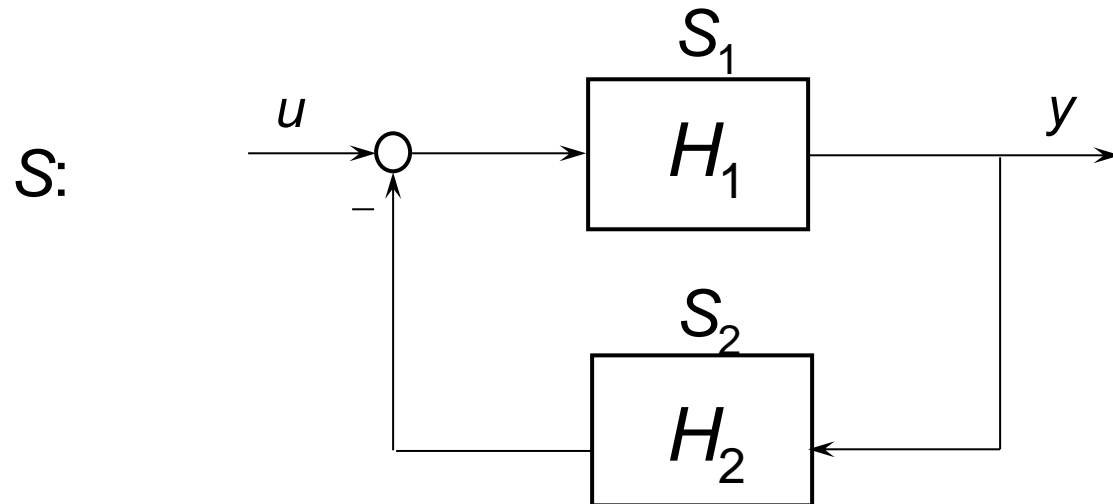 S₁
u
y
S:
H₁
–
S₂
H₂